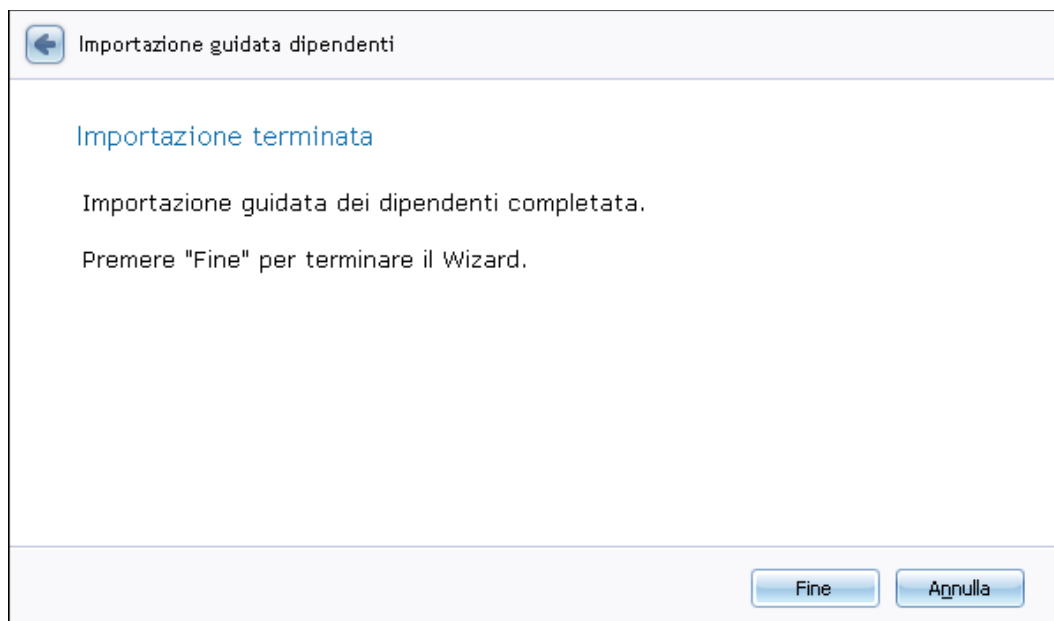 Importazione guidata dipendenti
Importazione terminata
Importazione guidata dei dipendenti completata.
Premere "Fine" per terminare il Wizard.
Fine
Annulla